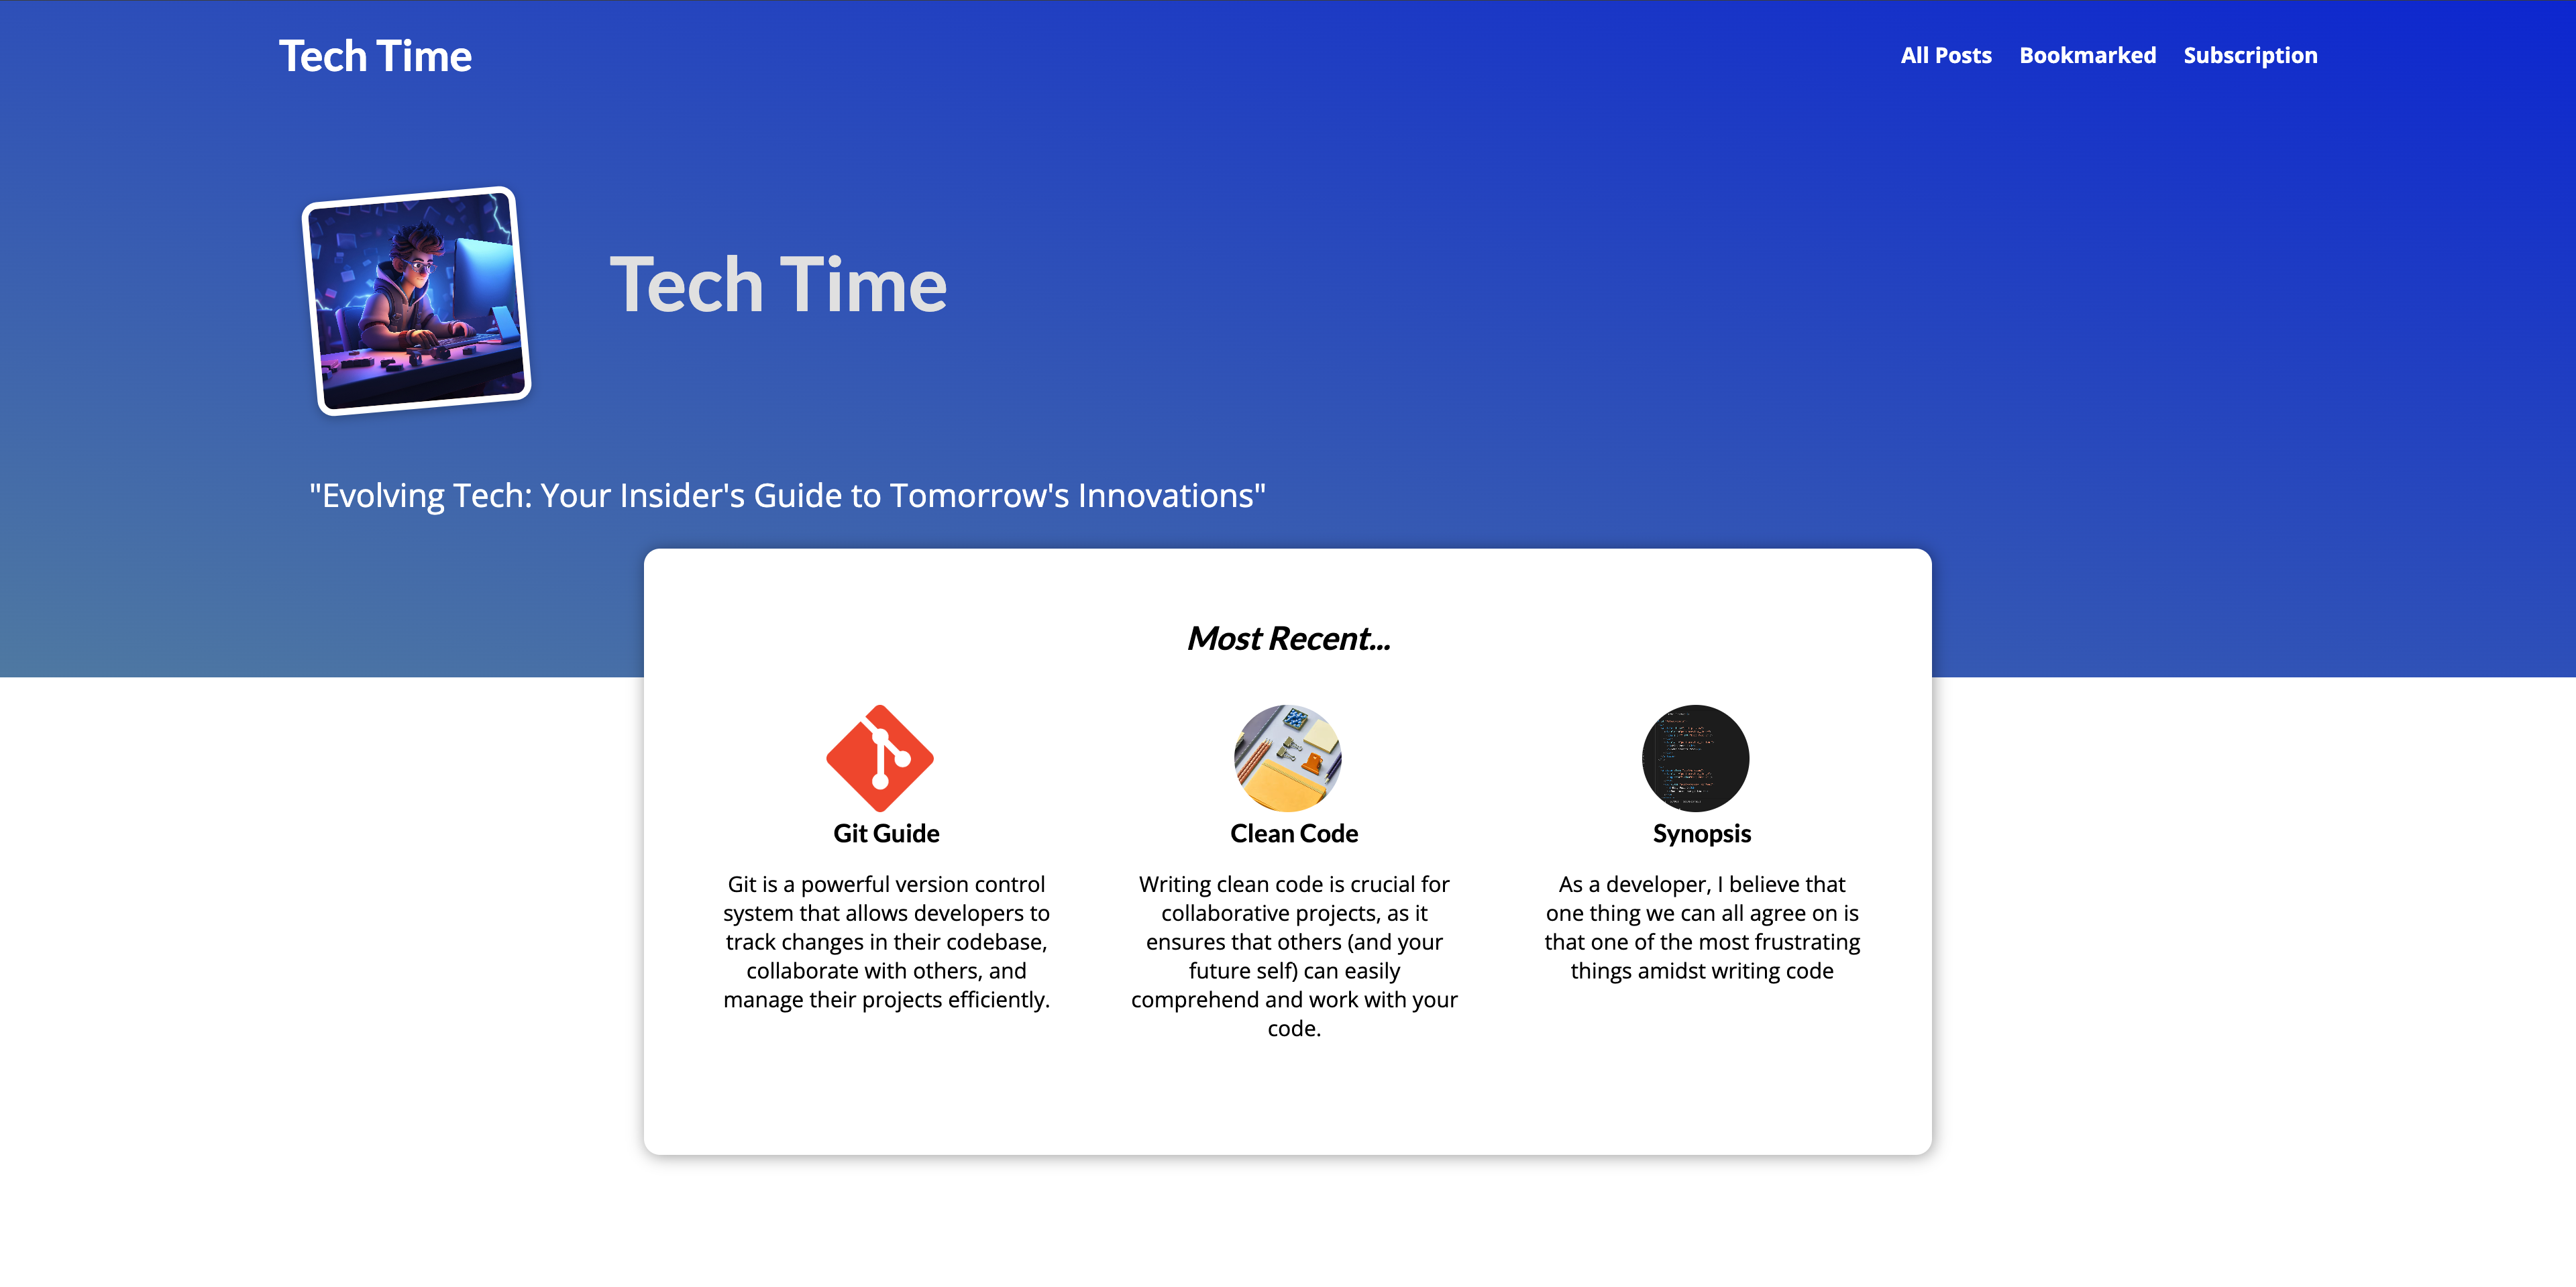 Tech Time
All Posts Bookmarked Subscription
Tech Time
"Evolving Tech: Your Insider's Guide to Tomorrow's Innovations"
Most Recent...
Git Guide
Git is a powerful version control
system that allows developers to
track changes in their codebase,
collaborate with others, and
manage their projects efficiently.
Clean Code
Writing clean code is crucial for
collaborative projects, as it
ensures that others (and your
future self) can easily
comprehend and work with your
code.
Synopsis
As a developer, I believe that
one thing we can all agree on is
that one of the most frustrating
things amidst writing code